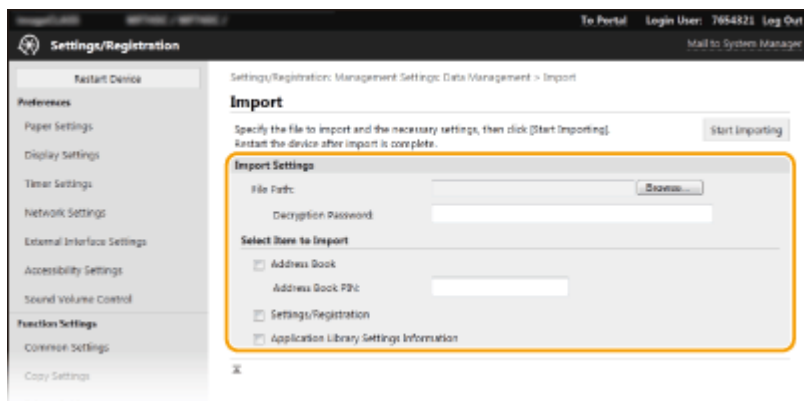 To Portal Login User: 7654321 Log Out
Settings/Registration
Mail to System Manager
Restart Device
Preferences
Paper Settings
Display Settings
Timer Settings
Network Settings
External Interface Settings
Accessibility Settings
Sound Volume Control
Function Settings
Common Settings
Copy Settings
Settings/Registration: Management Settings: Data Management > Import
Import
Specify the file to import and the necessary settings, then click [Start Importing].
Restart the device after import is complete.
Start Importing
Import Settings
File Path:
Browse...
Decryption Password:
Select Item to Import
Address Book
Address Book PIN:
Settings/Registration
Application Library Settings Information